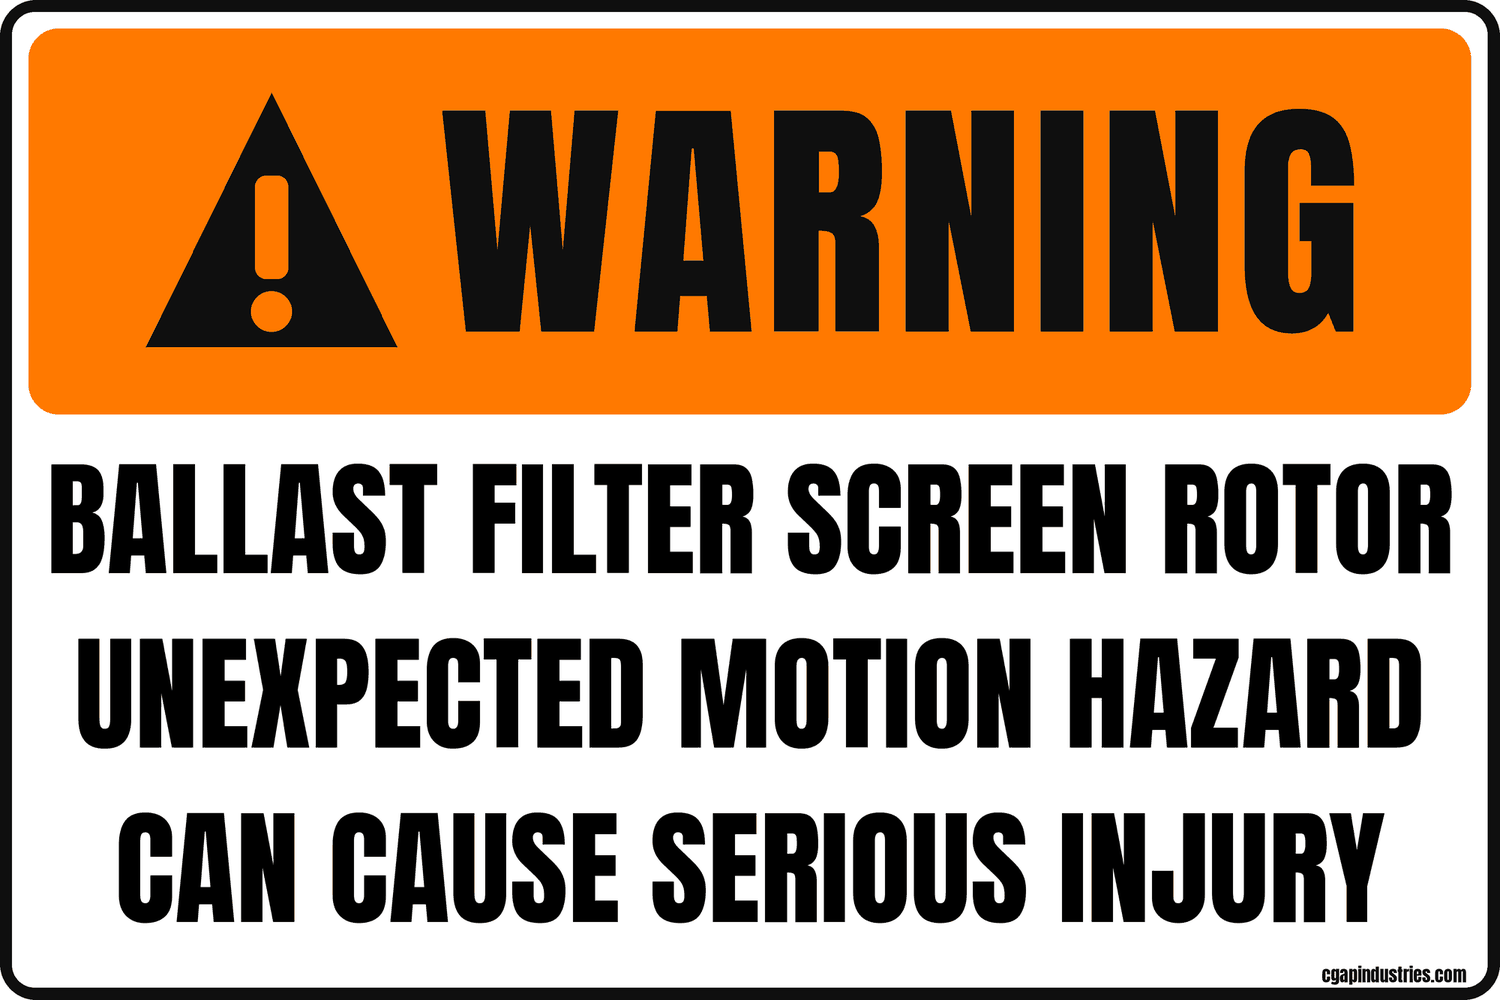 WARNING
BALLAST FILTER SCREEN ROTOR
UNEXPECTED MOTION HAZARD
CAN CAUSE SERIOUS INJURY
cgapindustries.com